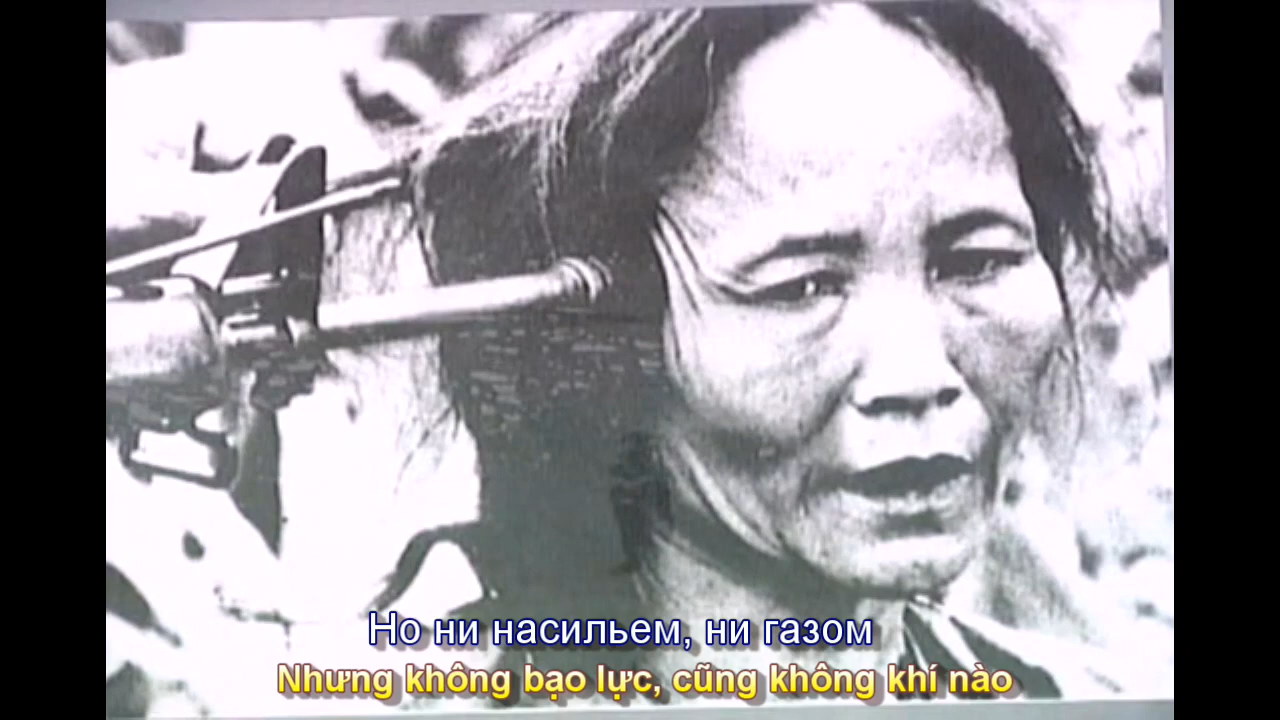 Но ни насильем, ни газом
Nhưng không bạo lực, cũng không khí nào